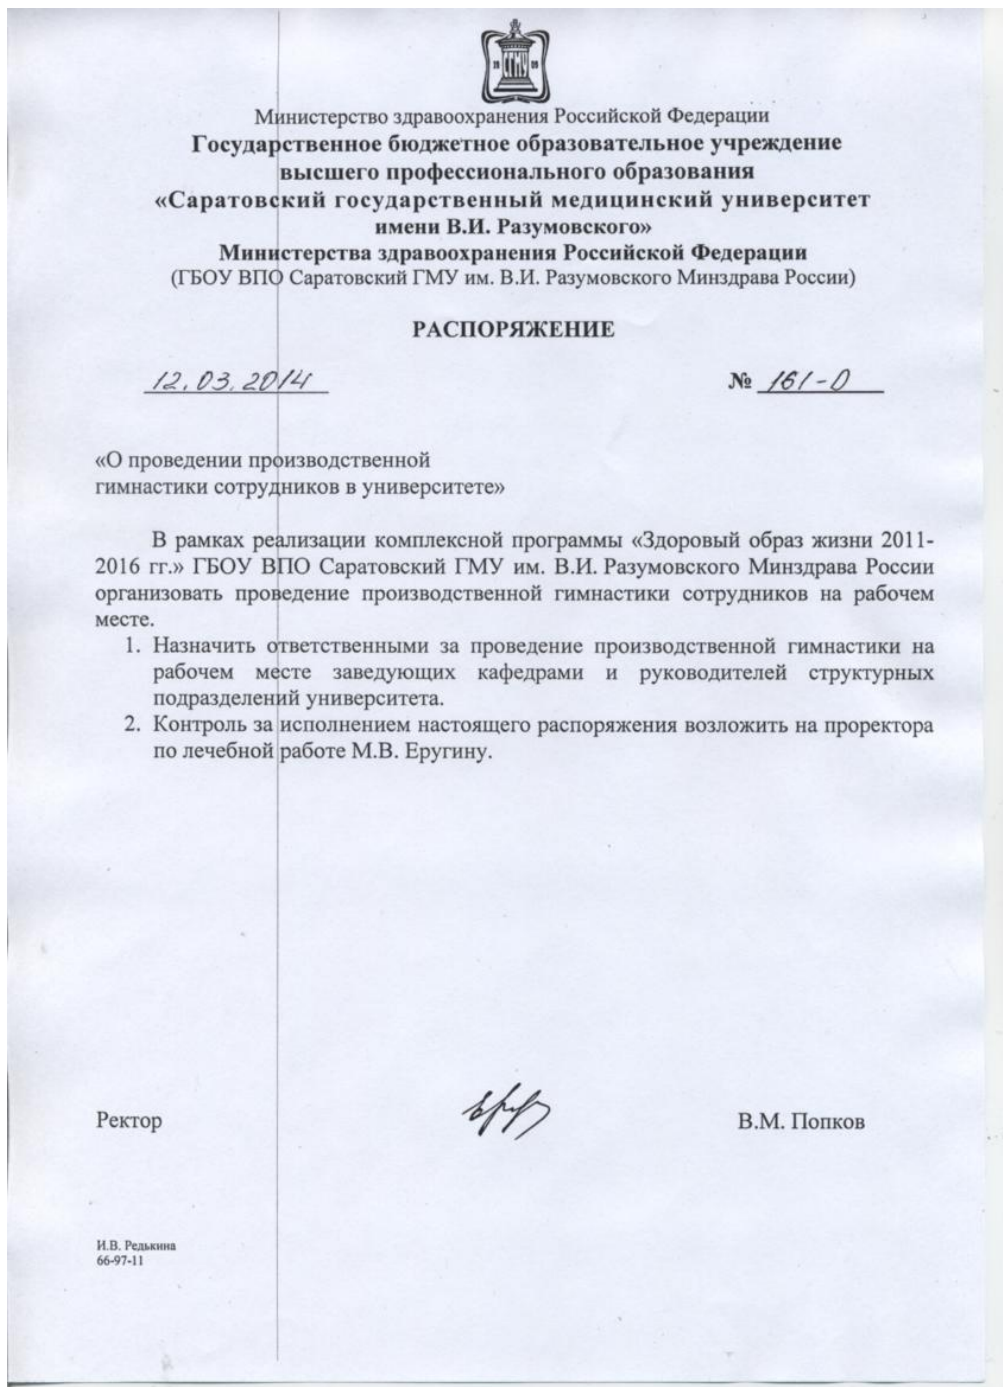 19 СГМУ 09
Министерство здравоохранения Российской Федерации
Государственное бюджетное образовательное учреждение
высшего профессионального образования
«Саратовский государственный медицинский университет
имени В.И. Разумовского»
Министерства здравоохранения Российской Федерации
(ГБОУ ВПО Саратовский ГМУ им. В.И. Разумовского Минздрава России)
РАСПОРЯЖЕНИЕ
12.03.2014 № 161-О
«О проведении производственной
гимнастики сотрудников в университете»
В рамках реализации комплексной программы «Здоровый образ жизни 2011-
2016 гг.» ГБОУ ВПО Саратовский ГМУ им. В.И. Разумовского Минздрава России
организовать проведение производственной гимнастики сотрудников на рабочем
месте.
1. Назначить ответственными за проведение производственной гимнастики на
рабочем месте заведующих кафедрами и руководителей структурных
подразделений университета.
2. Контроль за исполнением настоящего распоряжения возложить на проректора
по лечебной работе М.В. Еругину.
Ректор В.М. Попков
И.В. Редькина
66-97-11